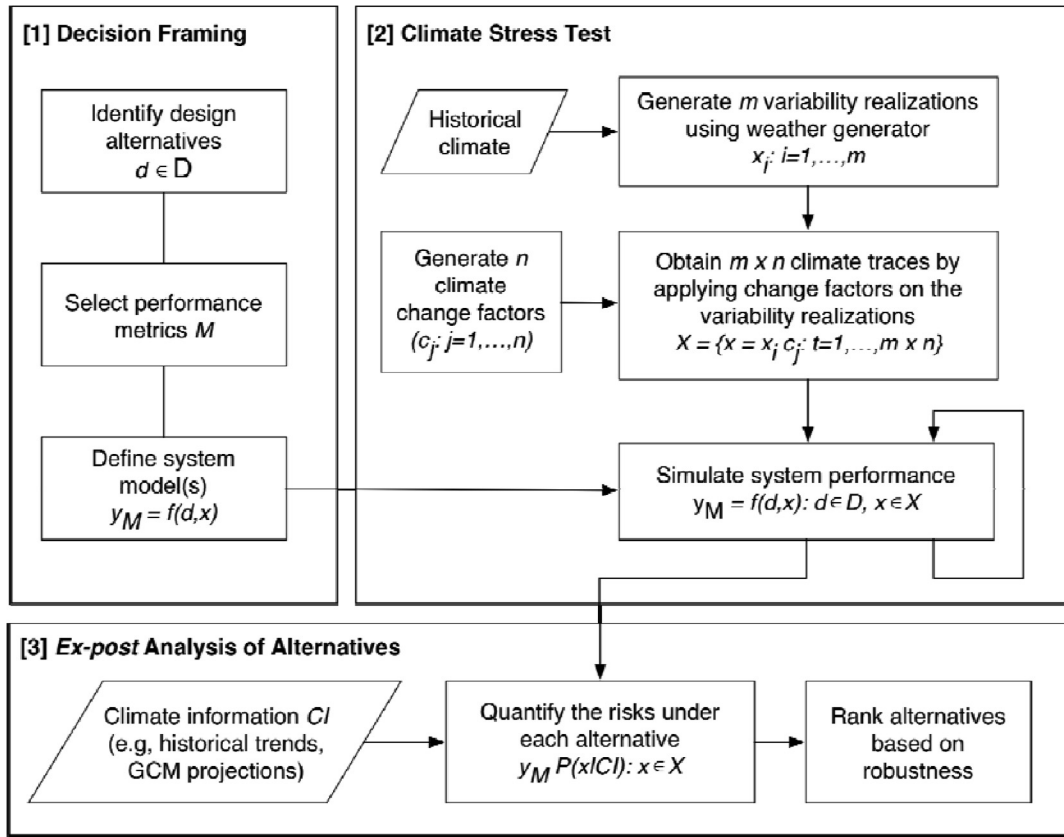 [1] Decision Framing
Identify design
alternatives
d ∈ D
Select performance
metrics M
Define system
model(s)
yM = f(d,x)
[2] Climate Stress Test
Historical
climate
Generate m variability realizations
using weather generator
xi: i=1,...,m
Generate n
climate
change factors
(cj: j=1,...,n)
Obtain m x n climate traces by
applying change factors on the
variability realizations
X = {x = xi cj: t=1,...,m x n}
Simulate system performance
yM = f(d,x): d∈D, x∈X
[3] Ex-post Analysis of Alternatives
Climate information CI
(e.g, historical trends,
GCM projections)
Quantify the risks under
each alternative
yM P(x|CI): x∈X
Rank alternatives
based on
robustness